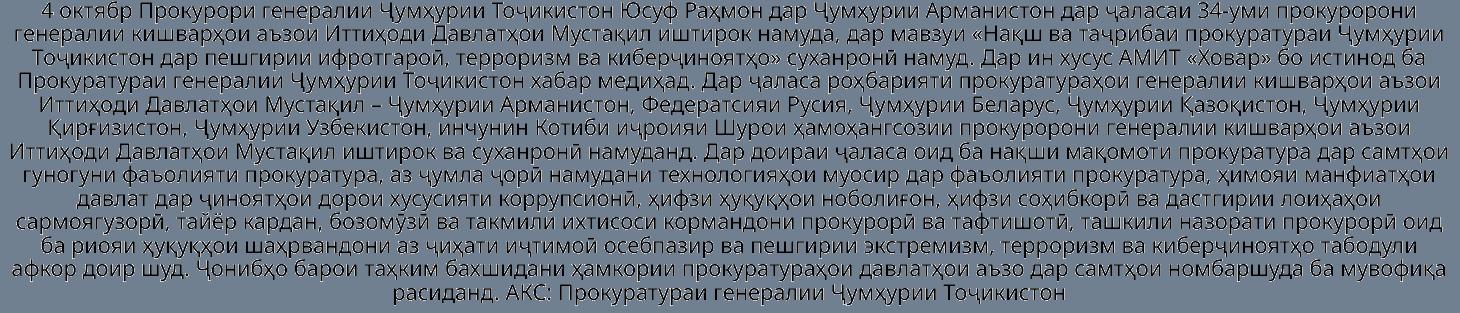 4 октябр Прокурори генералии Ҷумҳурии Тоҷикистон Юсуф Раҳмон дар Ҷумҳурии Арманистон дар ҷаласаи 34-уми прокуророни
генералии кишварҳои аъзои Иттиҳоди Давлатҳои Мустақил иштирок намуда, дар мавзуи «Нақш ва таҷрибаи прокуратураи Ҷумҳурии
Тоҷикистон дар пешгирии ифротгароӣ, терроризм ва киберҷиноятҳо» суханронӣ намуд. Дар ин хусус АМИТ «Ховар» бо истинод ба
Прокуратураи генералии Ҷумҳурии Тоҷикистон хабар медиҳад. Дар ҷаласа роҳбарияти прокуратураҳои генералии кишварҳои аъзои
Иттиҳоди Давлатҳои Мустақил – Ҷумҳурии Арманистон, Федератсияи Русия, Ҷумҳурии Беларус, Ҷумҳурии Қазоқистон, Ҷумҳурии
Қирғизистон, Ҷумҳурии Узбекистон, инчунин Котиби иҷроияи Шурои ҳамоҳангсозии прокуророни генералии кишварҳои аъзои
Иттиҳоди Давлатҳои Мустақил иштирок ва суханронӣ намуданд. Дар доираи ҷаласа оид ба нақши мақомоти прокуратура дар самтҳои
гуногуни фаъолияти прокуратура, аз ҷумла ҷорӣ намудани технологияҳои муосир дар фаъолияти прокуратура, ҳимояи манфиатҳои
давлат дар ҷиноятҳои дорои хусусияти коррупсионӣ, ҳифзи ҳуқуқҳои ноболиғон, ҳифзи соҳибкорӣ ва дастгирии лоиҳаҳои
сармоягузорӣ, тайёр кардан, бозомӯзӣ ва такмили ихтисоси кормандони прокурорӣ ва тафтишотӣ, ташкили назорати прокурорӣ оид
ба риояи ҳуқуқҳои шаҳрвандони аз ҷиҳати иҷтимоӣ осебпазир ва пешгирии экстремизм, терроризм ва киберҷиноятҳо табодули
афкор доир шуд. Ҷонибҳо барои таҳким бахшидани ҳамкории прокуратураҳои давлатҳои аъзо дар самтҳои номбаршуда ба мувофиқа
расиданд. АКС: Прокуратураи генералии Ҷумҳурии Тоҷикистон